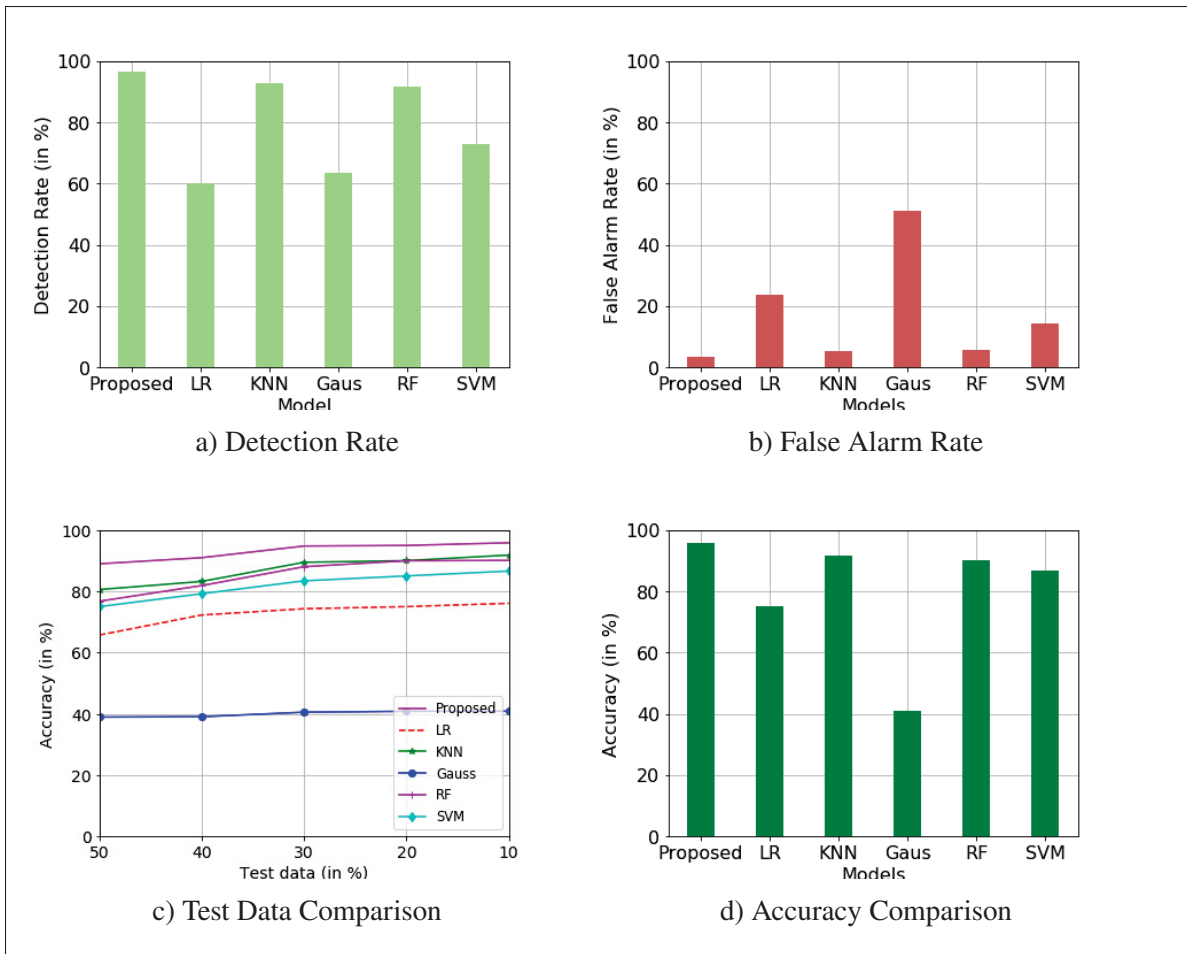 100
80
60
40
20
0
Detection Rate (in %)
Proposed LR KNN Gaus RF SVM
Model
a) Detection Rate
100
80
60
40
20
0
False Alarm Rate (in %)
Proposed LR KNN Gaus RF SVM
Models
b) False Alarm Rate
100
80
60
40
20
0
Accuracy (in %)
Proposed
LR
KNN
Gauss
RF
SVM
50 40 30 20 10
Test data (in %)
c) Test Data Comparison
100
80
60
40
20
0
Accuracy (in %)
Proposed LR KNN Gaus RF SVM
Models
d) Accuracy Comparison